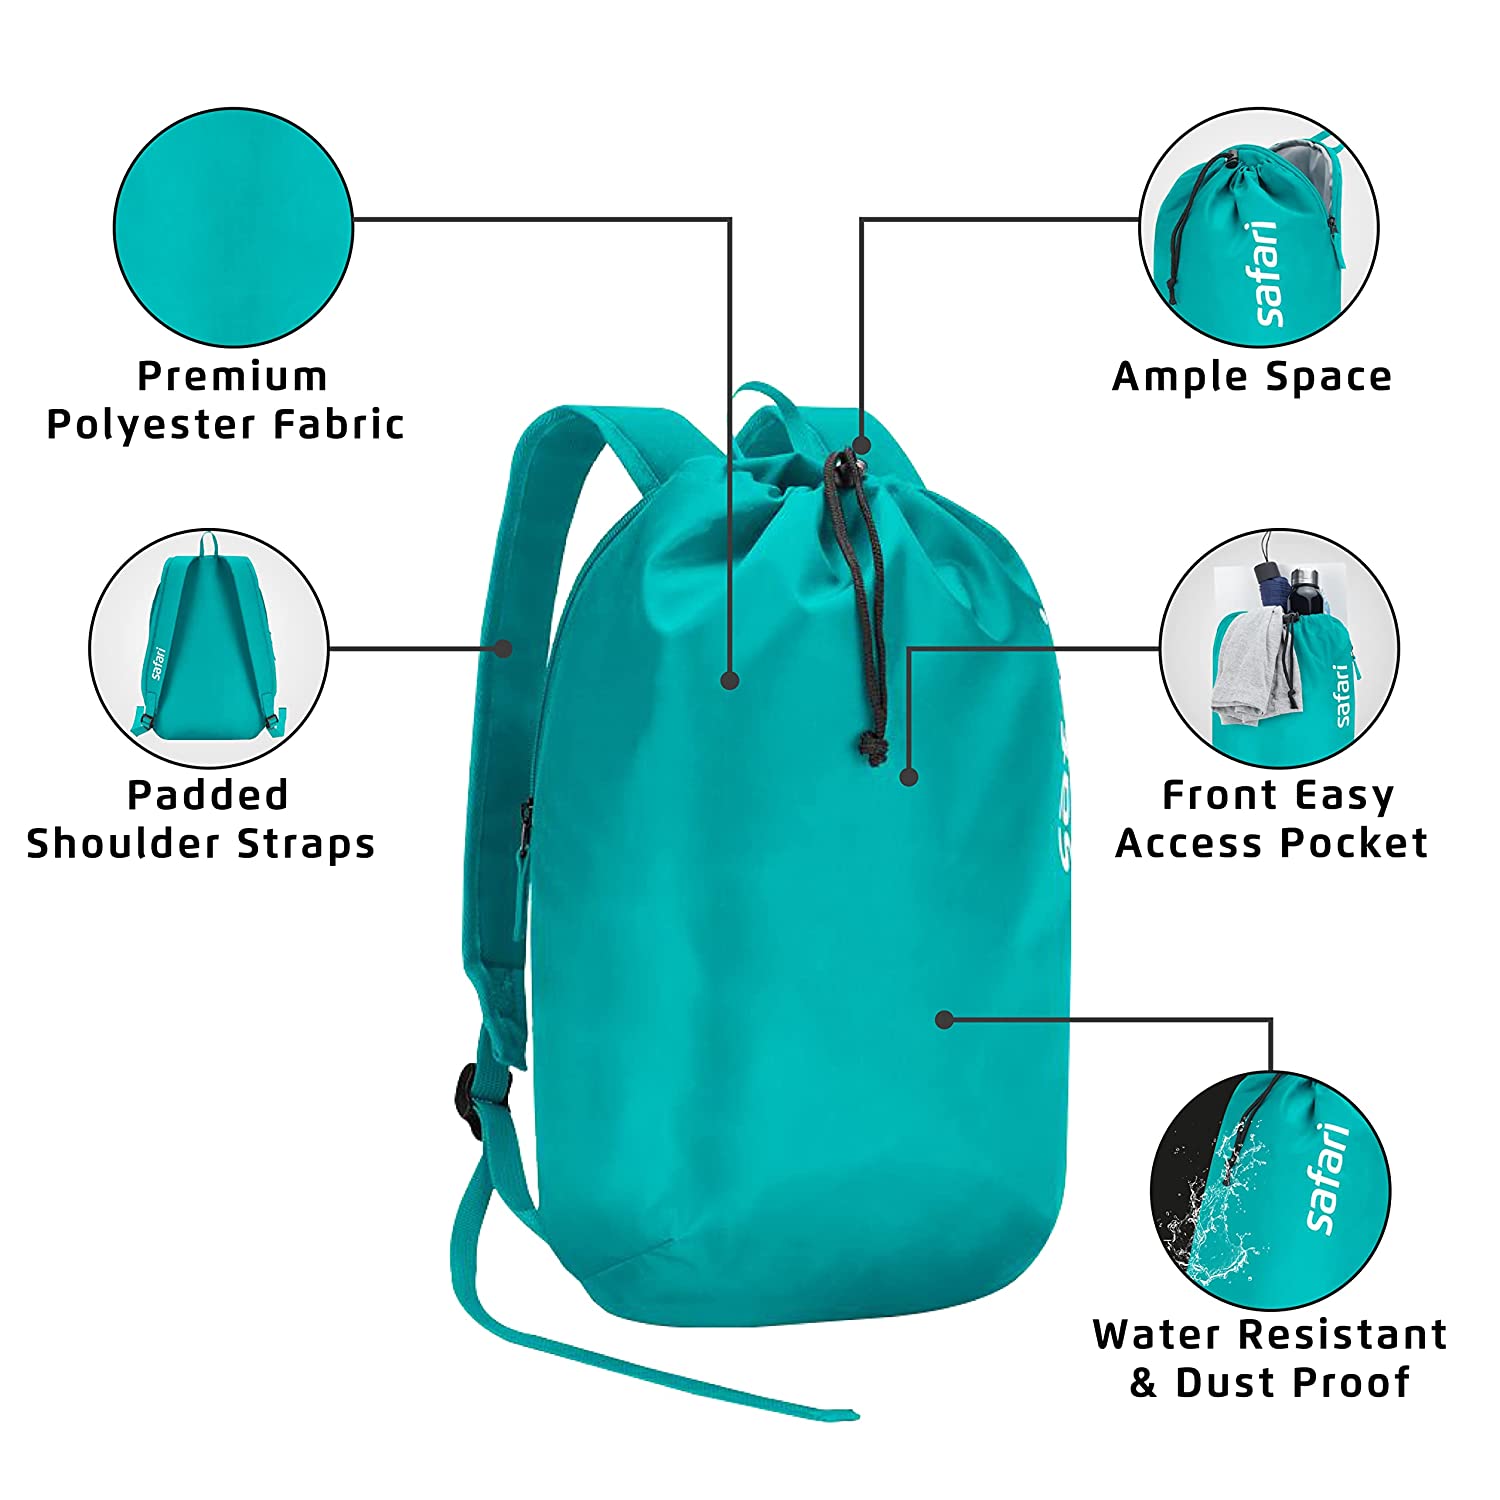 safari
Premium
Polyester Fabric
Ample Space
safari
safari
Padded
Shoulder Straps
Front Easy
Access Pocket
safari
Water Resistant
& Dust Proof